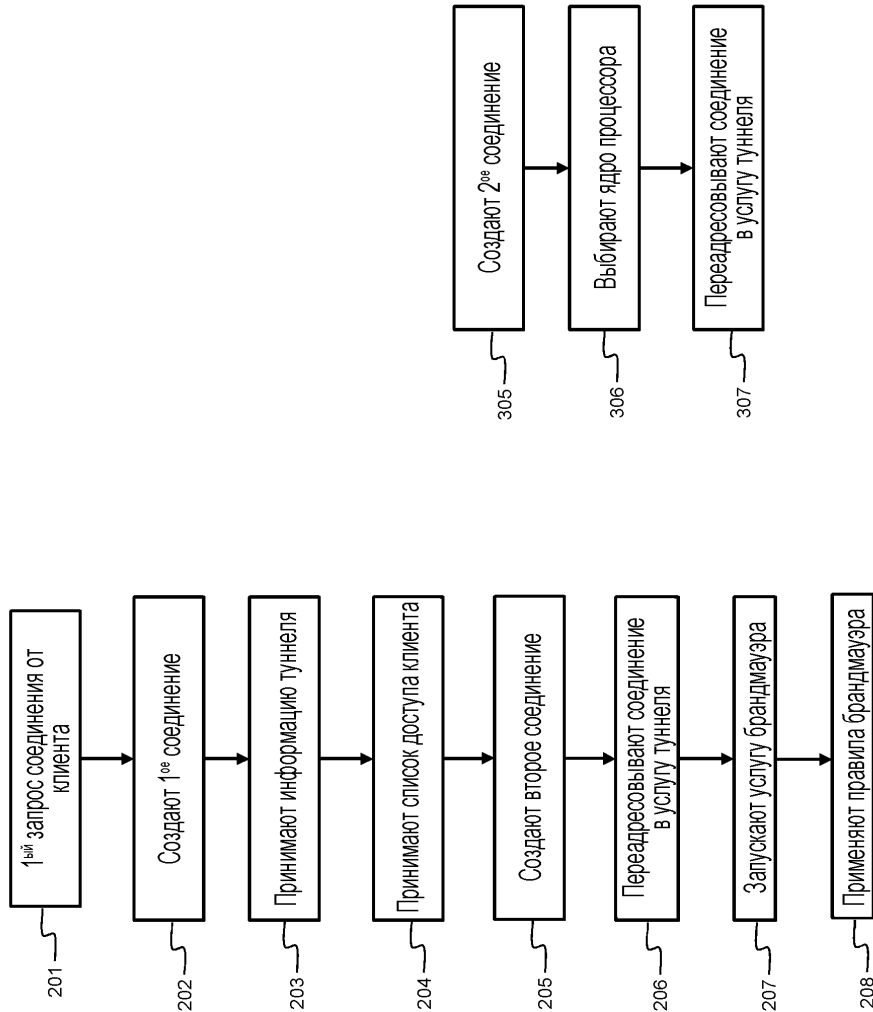 1ый запрос соединения от
клиента
201
Создают 1ое соединение
202
Принимают информацию туннеля
203
Принимают список доступа клиента
204
Создают второе соединение
205
Переадресовывают соединение
в услугу туннеля
206
Запускают услугу брандмауэра
207
Применяют правила брандмауэра
208
Создают 2ое соединение
305
Выбирают ядро процессора
306
Переадресовывают соединение
в услугу туннеля
307